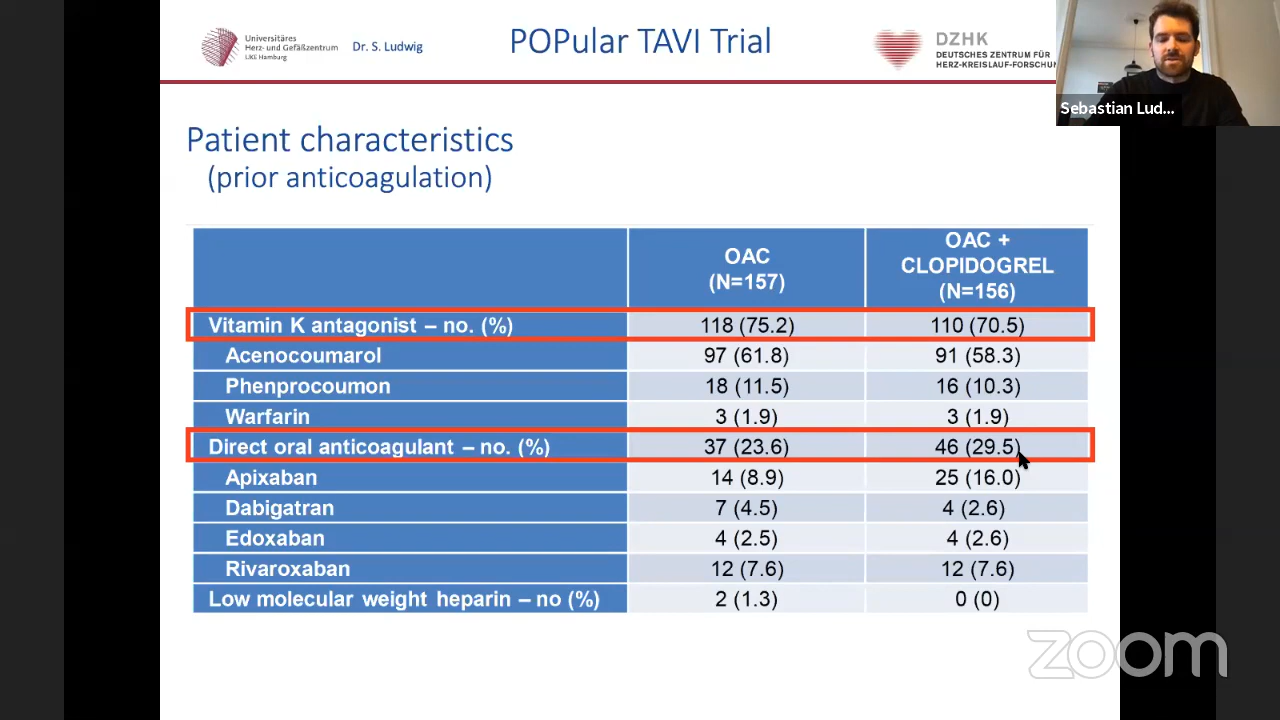 Universitäres
Herz- und Gefäßzentrum
UKE Hamburg
Dr. S. Ludwig
POPular TAVI Trial
DZHK
DEUTSCHES ZENTRUM FÜR
HERZ-KREISLAUF-FORSCHUN
Sebastian Lud...
Patient characteristics
(prior anticoagulation)
OAC
(N=157)
OAC +
CLOPIDOGREL
(N=156)
Vitamin K antagonist – no. (%) 118 (75.2) 110 (70.5)
Acenocoumarol 97 (61.8) 91 (58.3)
Phenprocoumon 18 (11.5) 16 (10.3)
Warfarin 3 (1.9) 3 (1.9)
Direct oral anticoagulant – no. (%) 37 (23.6) 46 (29.5)
Apixaban 14 (8.9) 25 (16.0)
Dabigatran 7 (4.5) 4 (2.6)
Edoxaban 4 (2.5) 4 (2.6)
Rivaroxaban 12 (7.6) 12 (7.6)
Low molecular weight heparin – no (%) 2 (1.3) 0 (0)
zoom